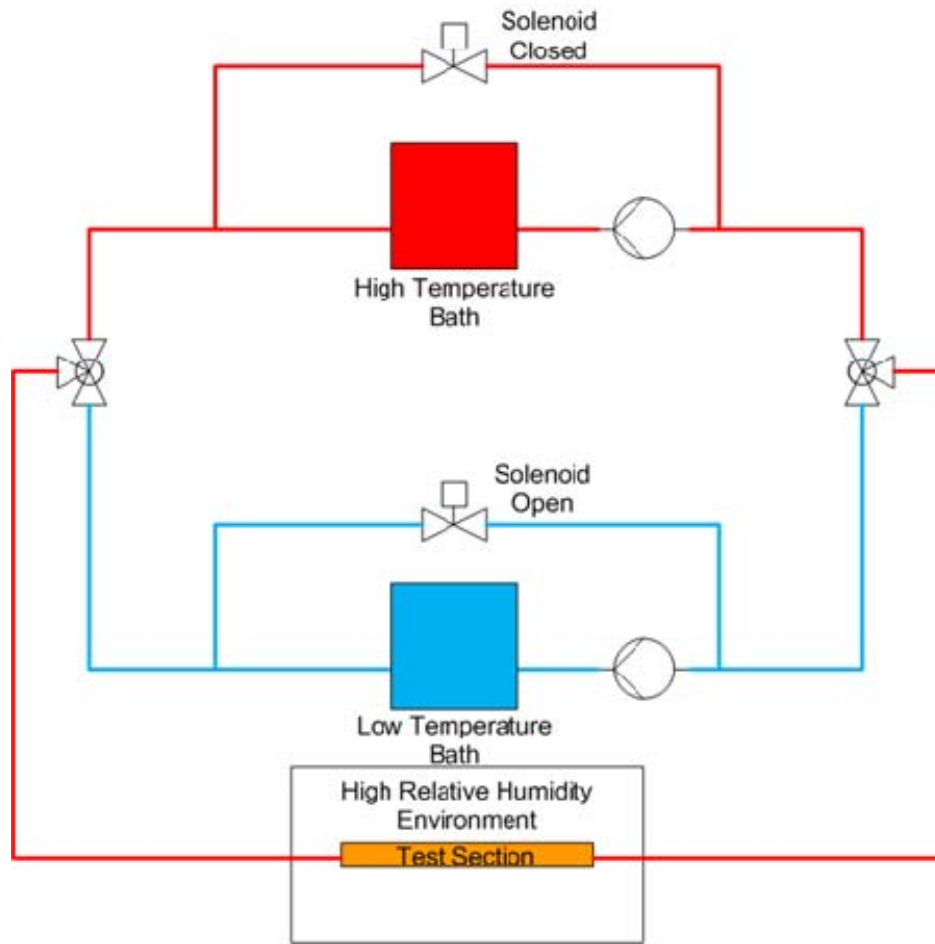 Solenoid
Closed
High Temperature
Bath
Solenoid
Open
Low Temperature
Bath
High Relative Humidity
Environment
Test Section